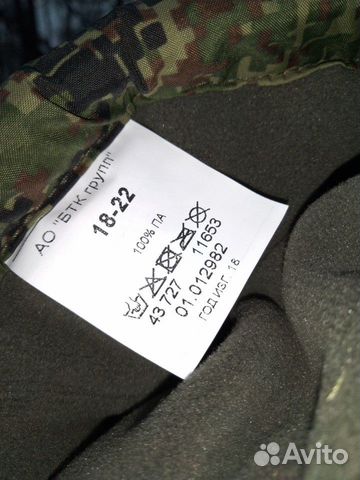 АО "БТК групп"
18-22
100% ПА
43 727 11653
01.012982
ГОД ИЗГ. 18
Avito